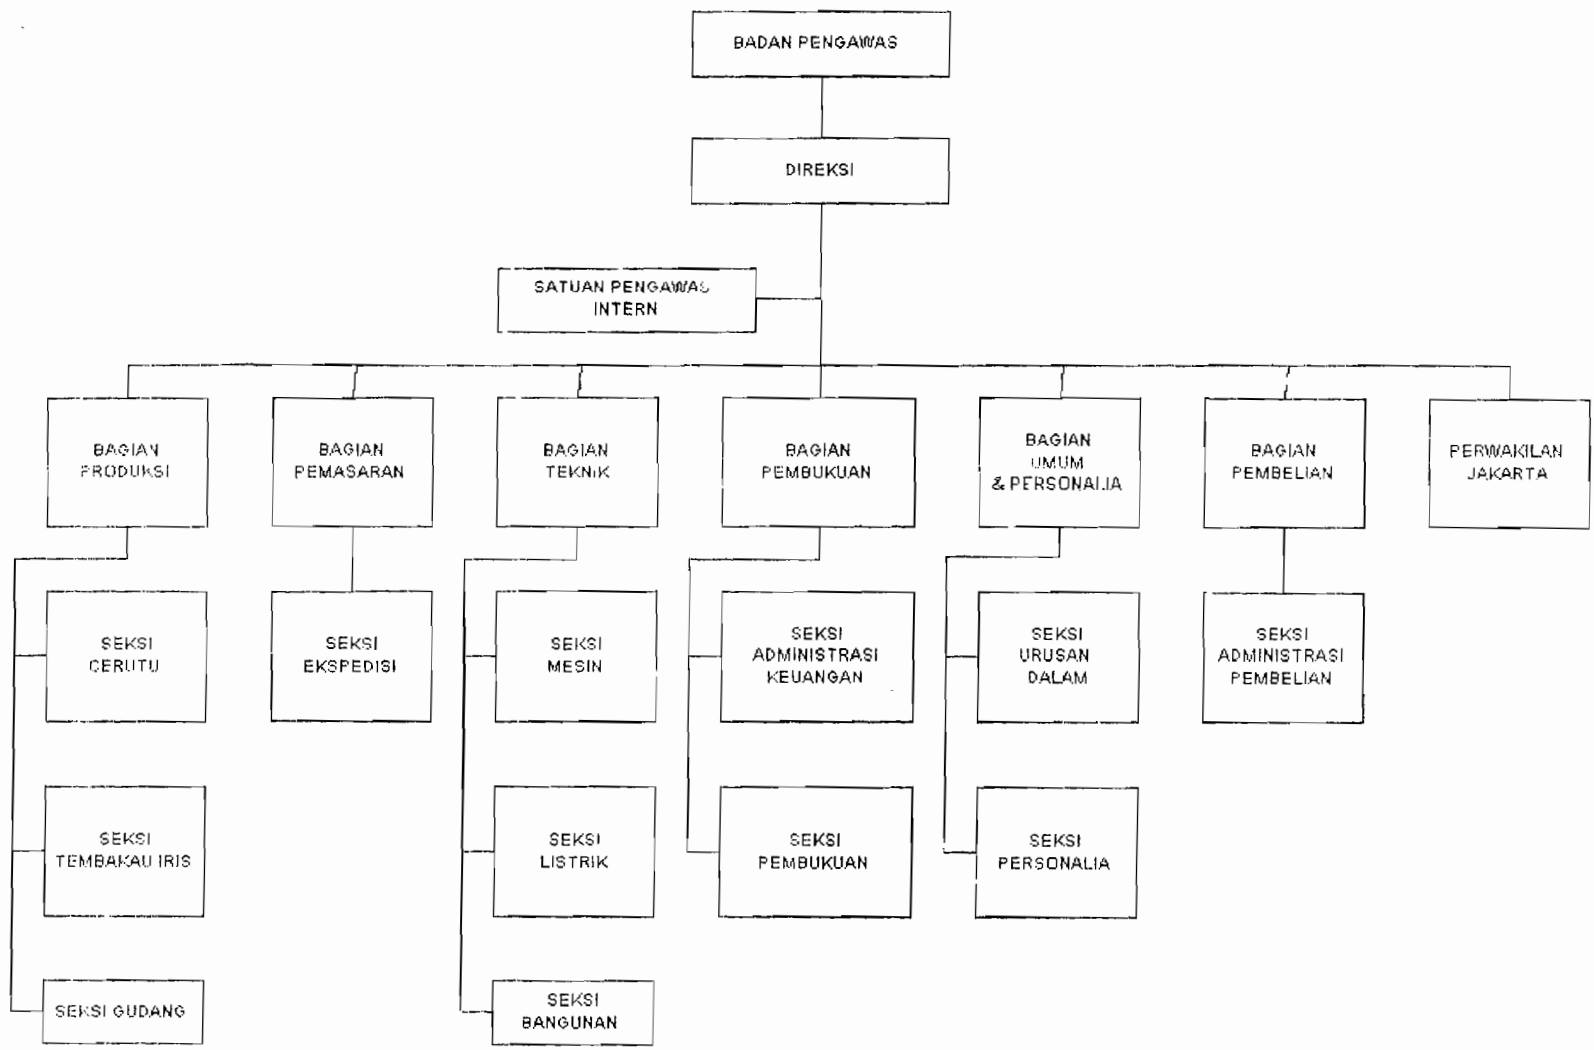 BADAN PENGAWAS
DIREKSI
SATUAN PENGAWAS
INTERN
BAGIAN
PRODUKSI
BAGIAN
PEMASARAN
BAGIAN
TEKNIK
BAGIAN
PEMBUKUAN
BAGIAN
UMUM
& PERSONALIA
BAGIAN
PEMBELIAN
PERWAKILAN
JAKARTA
SEKSI
CERUTU
SEKSI
EKSPEDISI
SEKSI
MESIN
SEKSI
ADMINISTRASI
KEUANGAN
SEKSI
URUSAN
DALAM
SEKSI
ADMINISTRASI
PEMBELIAN
SEKSI
TEMBAKAU IRIS
SEKSI
LISTRIK
SEKSI
PEMBUKUAN
SEKSI
PERSONALIA
SEKSI GUDANG
SEKSI
BANGUNAN